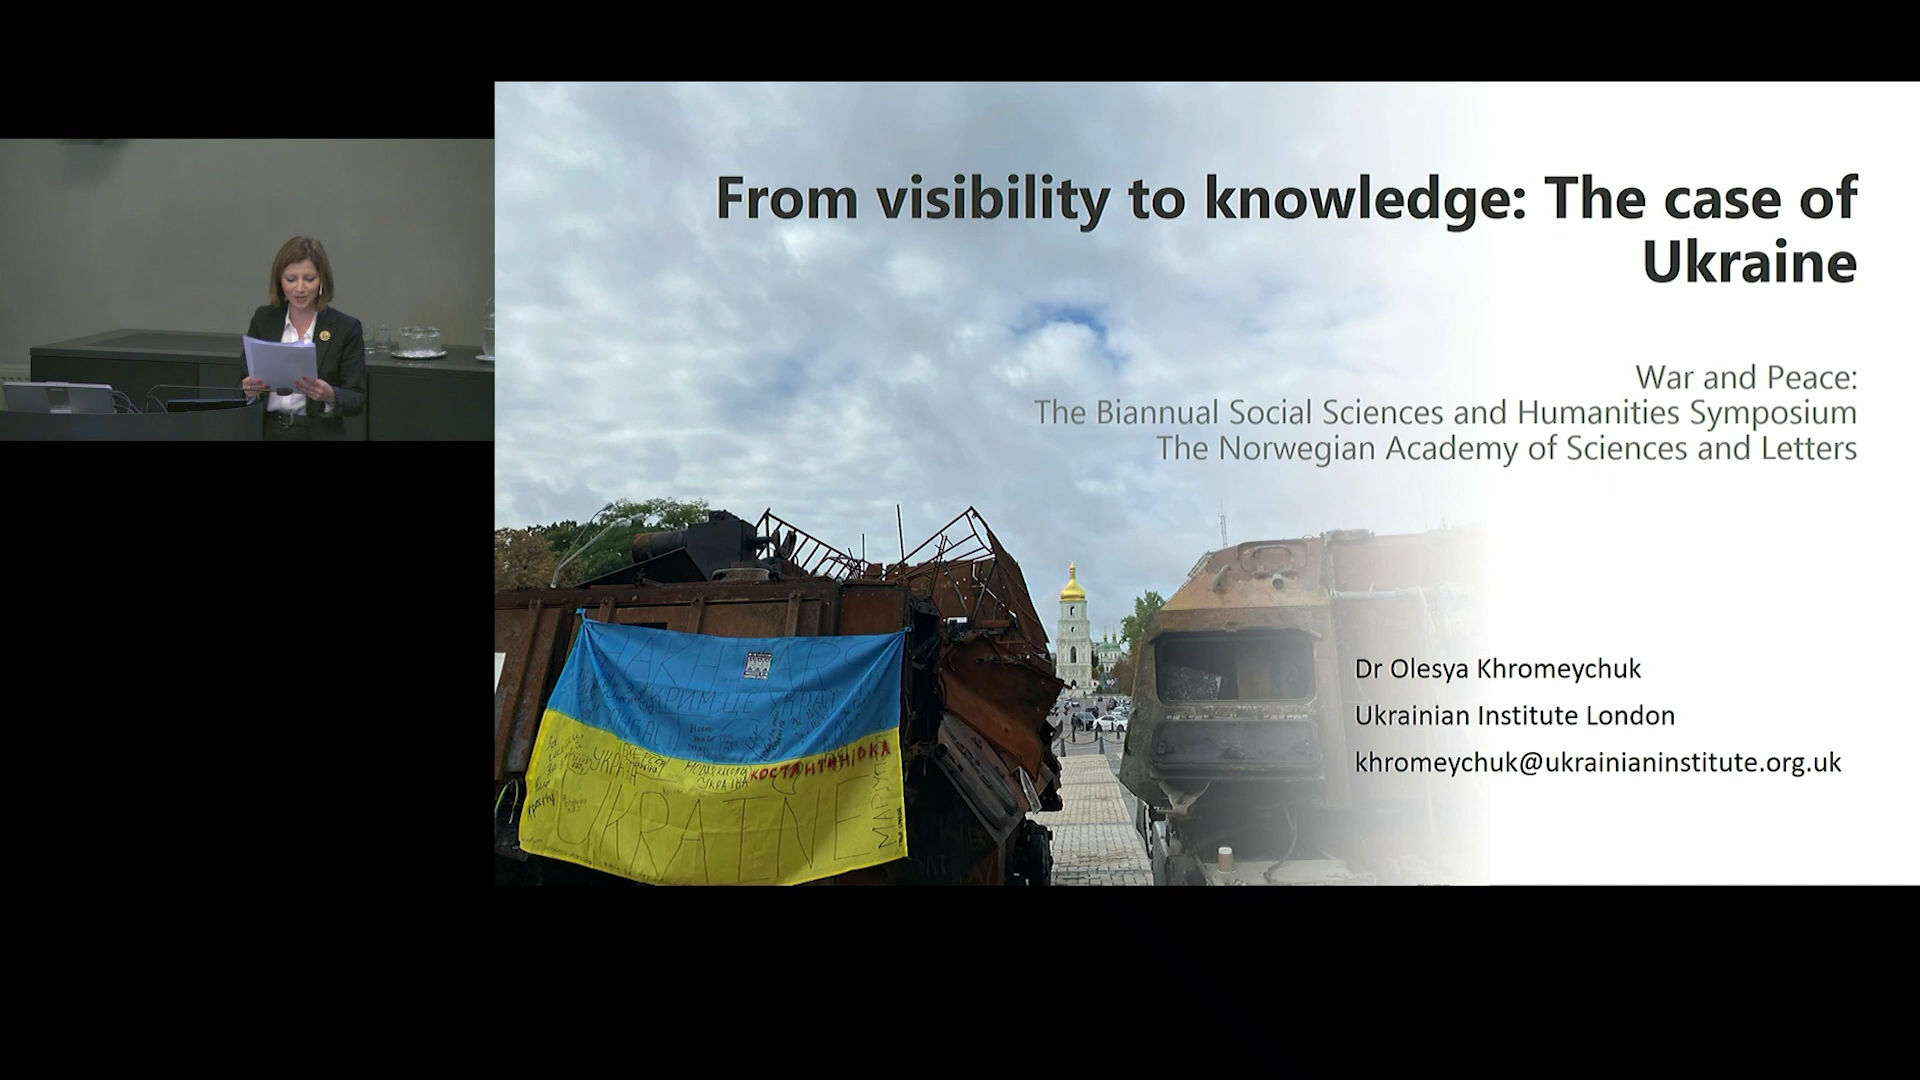 From visibility to knowledge: The case of
Ukraine
War and Peace:
The Biannual Social Sciences and Humanities Symposium
The Norwegian Academy of Sciences and Letters
Dr Olesya Khromeychuk
Ukrainian Institute London
khromeychuk@ukrainianinstitute.org.uk
КОСТЯНТИНІВКА
УКРАЇНА
UKRAINE